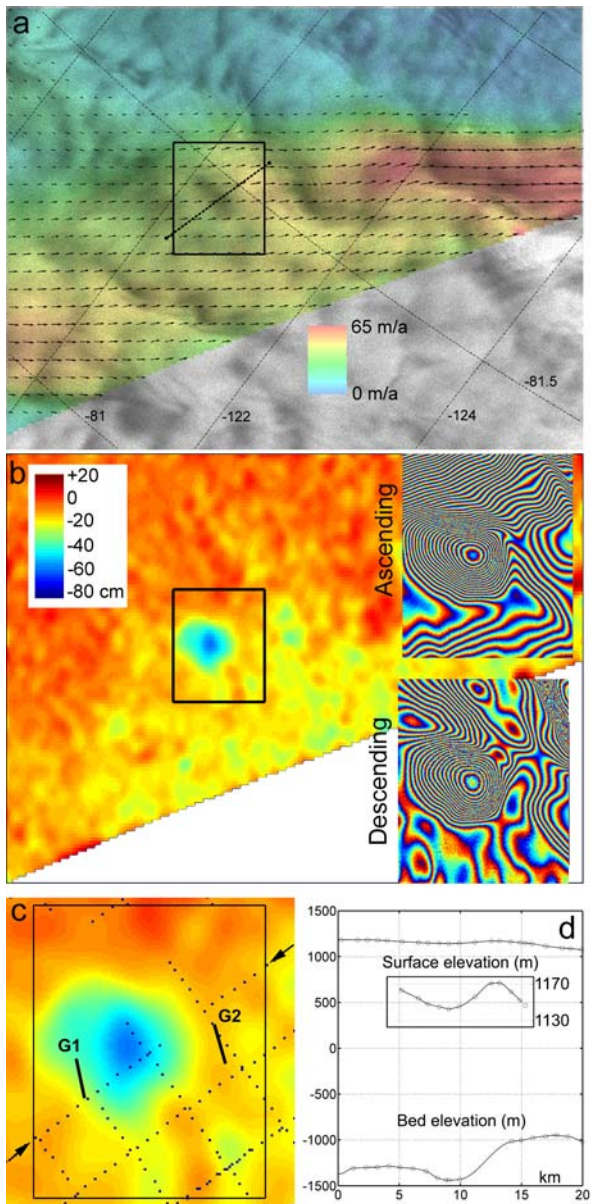 a
65 m/a
0 m/a
-81
-122
-124
-81.5
b
+20
0
-20
-40
-60
-80 cm
Ascending
Descending
c
G1
G2
d
1500
1000
500
0
-500
-1000
-1500
Surface elevation (m)
1170
1130
Bed elevation (m)
km
0
5
10
15
20